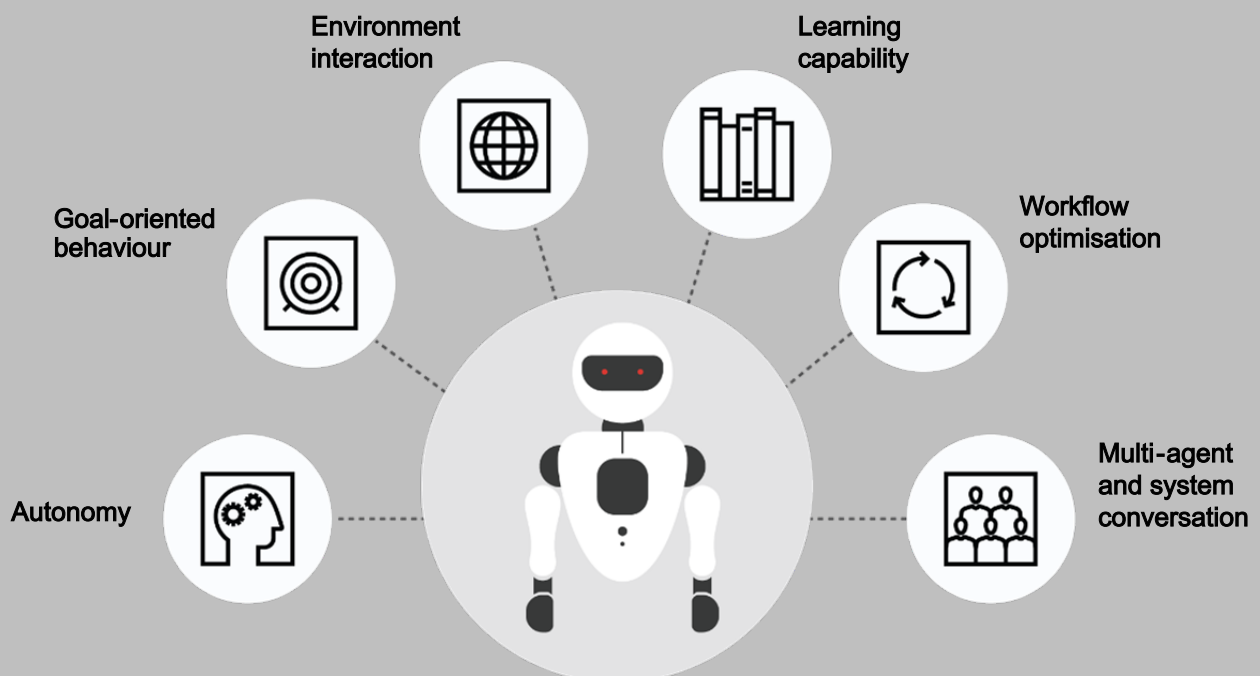 Environment
interaction
Learning
capability
Goal-oriented
behaviour
Workflow
optimisation
Autonomy
Multi-agent
and system
conversation